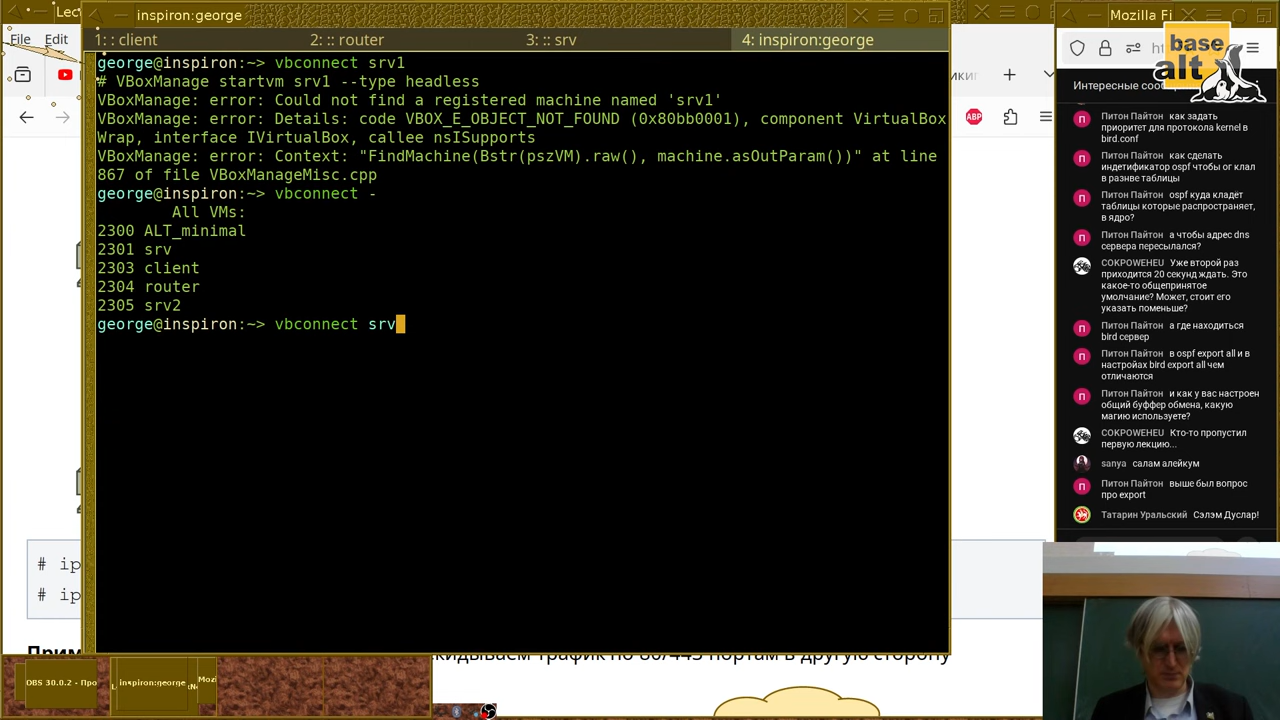 Lec
inspiron:george
Mozilla Fi
File Edit
1: : client
2: :: router
3: :: srv
4: inspiron:george
george@inspiron:~> vbconnect srv1
# VBoxManage startvm srv1 --type headless
VBoxManage: error: Could not find a registered machine named 'srv1'
VBoxManage: error: Details: code VBOX_E_OBJECT_NOT_FOUND (0x80bb0001), component VirtualBox
Wrap, interface IVirtualBox, callee nsISupports
VBoxManage: error: Context: "FindMachine(Bstr(pszVM).raw(), machine.asOutParam())" at line
867 of file VBoxManageMisc.cpp
george@inspiron:~> vbconnect -
All VMs:
2300 ALT_minimal
2301 srv
2303 client
2304 router
2305 srv2
george@inspiron:~> vbconnect srv
ABP
# ip
# ip
кидываем трафик по 80/443 портам в другую сторону
OBS 30.0.2 - Про
inspiron:george
Mozi
base
alt
Интересные сооб
Питон Пайтон как задать
приоритет для протокола kernel в
bird.conf
Питон Пайтон как сделать
индетификатор ospf чтобы ог клал
в разнве таблицы
Питон Пайтон ospf куда кладёт
таблицы которые распространяет,
в ядро?
Питон Пайтон а чтобы адрес dns
сервера пересылался?
COKPOWEHEU Уже второй раз
приходится 20 секунд ждать. Это
какое-то общепринятое
умолчание? Может, стоит его
указать поменьше?
Питон Пайтон а где находиться
bird сервер
Питон Пайтон в ospf export all и в
настройах bird export all чем
отличаются
Питон Пайтон и как у вас настроен
общий буффер обмена, какую
магию используете?
COKPOWEHEU Кто-то пропустил
первую лекцию...
sanya салам алейкум
Питон Пайтон выше был вопрос
про export
Татарин Уральский Сэлэм Дуслар!